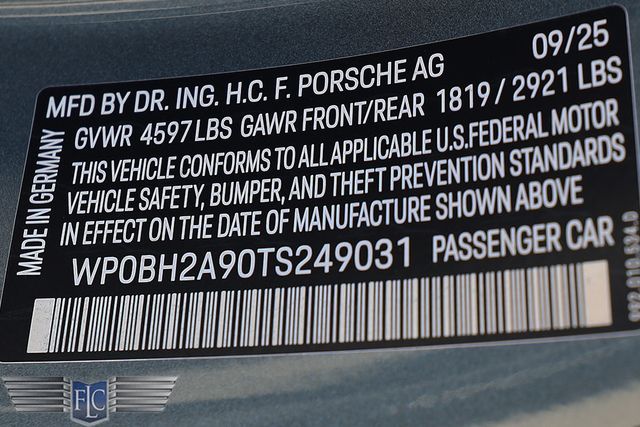 09/25
MFD BY DR. ING. H.C. F. PORSCHE AG
GVWR 4597LBS GAWR FRONT/REAR 1819 / 2921 LBS
THIS VEHICLE CONFORMS TO ALL APPLICABLE U.S.FEDERAL MOTOR
VEHICLE SAFETY, BUMPER, AND THEFT PREVENTION STANDARDS
IN EFFECT ON THE DATE OF MANUFACTURE SHOWN ABOVE
WP0BH2A90TS249031 PASSENGER CAR
MADE IN GERMANY
FLC